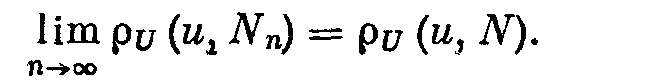 lim ρ_U (u, N_n) = ρ_U (u, N).
n→∞